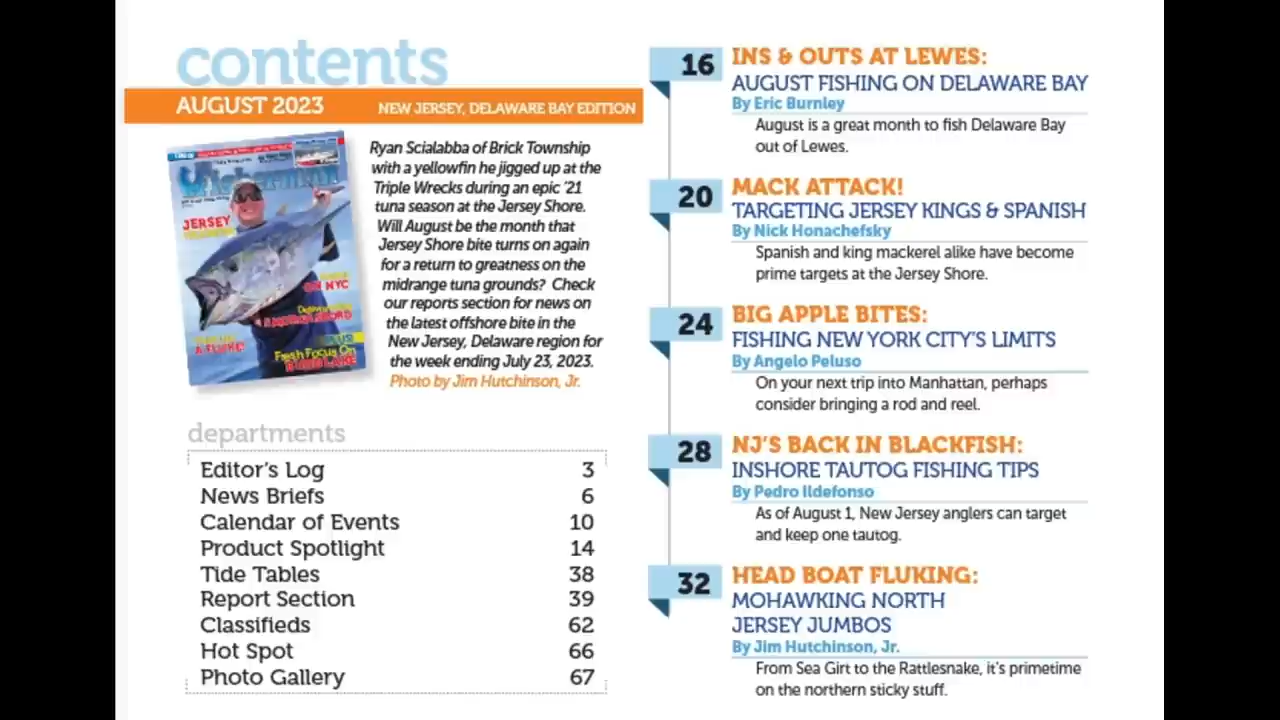 contents
AUGUST 2023
NEW JERSEY, DELAWARE BAY EDITION
JERSEY
ON NYC
A FLUKE!
Fresh Focus On
Ryan Scialabba of Brick Township
with a yellowfin he jigged up at the
Triple Wrecks during an epic '21
tuna season at the Jersey Shore.
Will August be the month that
Jersey Shore bite turns on again
for a return to greatness on the
midrange tuna grounds? Check
our reports section for news on
the latest offshore bite in the
New Jersey, Delaware region for
the week ending July 23, 2023.
Photo by Jim Hutchinson, Jr.
departments
Editor's Log 3
News Briefs 6
Calendar of Events 10
Product Spotlight 14
Tide Tables 38
Report Section 39
Classifieds 62
Hot Spot 66
Photo Gallery 67
16 INS & OUTS AT LEWES:
AUGUST FISHING ON DELAWARE BAY
By Eric Burnley
August is a great month to fish Delaware Bay
out of Lewes.
20 MACK ATTACK!
TARGETING JERSEY KINGS & SPANISH
By Nick Honachefsky
Spanish and king mackerel alike have become
prime targets at the Jersey Shore.
24 BIG APPLE BITES:
FISHING NEW YORK CITY'S LIMITS
By Angelo Peluso
On your next trip into Manhattan, perhaps
consider bringing a rod and reel.
28 NJ'S BACK IN BLACKFISH:
INSHORE TAUTOG FISHING TIPS
By Pedro Ildefonso
As of August 1, New Jersey anglers can target
and keep one tautog.
32 HEAD BOAT FLUKING:
MOHAWKING NORTH
JERSEY JUMBOS
By Jim Hutchinson, Jr.
From Sea Girt to the Rattlesnake, it's primetime
on the northern sticky stuff.